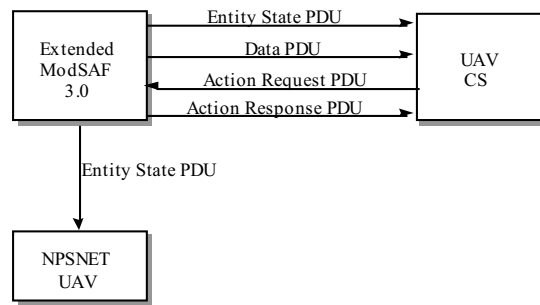 Entity State PDU
Extended
ModSAF
3.0
Data PDU
Action Request PDU
Action Response PDU
UAV
CS
Entity State PDU
NPSNET
UAV